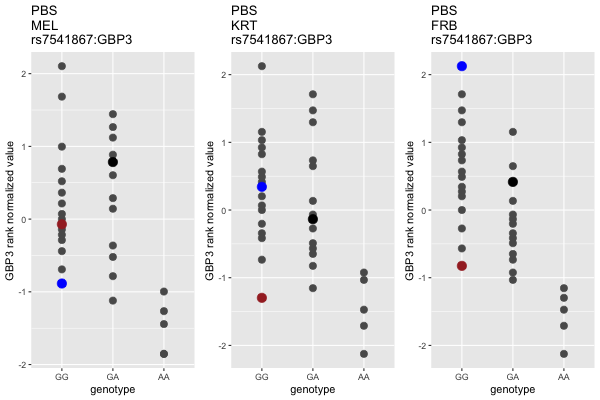 PBS
MEL
rs7541867:GBP3
GBP3 rank normalized value
2
1
0
-1
-2
GG GA AA
genotype
PBS
KRT
rs7541867:GBP3
GBP3 rank normalized value
2
1
0
-1
-2
GG GA AA
genotype
PBS
FRB
rs7541867:GBP3
GBP3 rank normalized value
2
1
0
-1
-2
GG GA AA
genotype